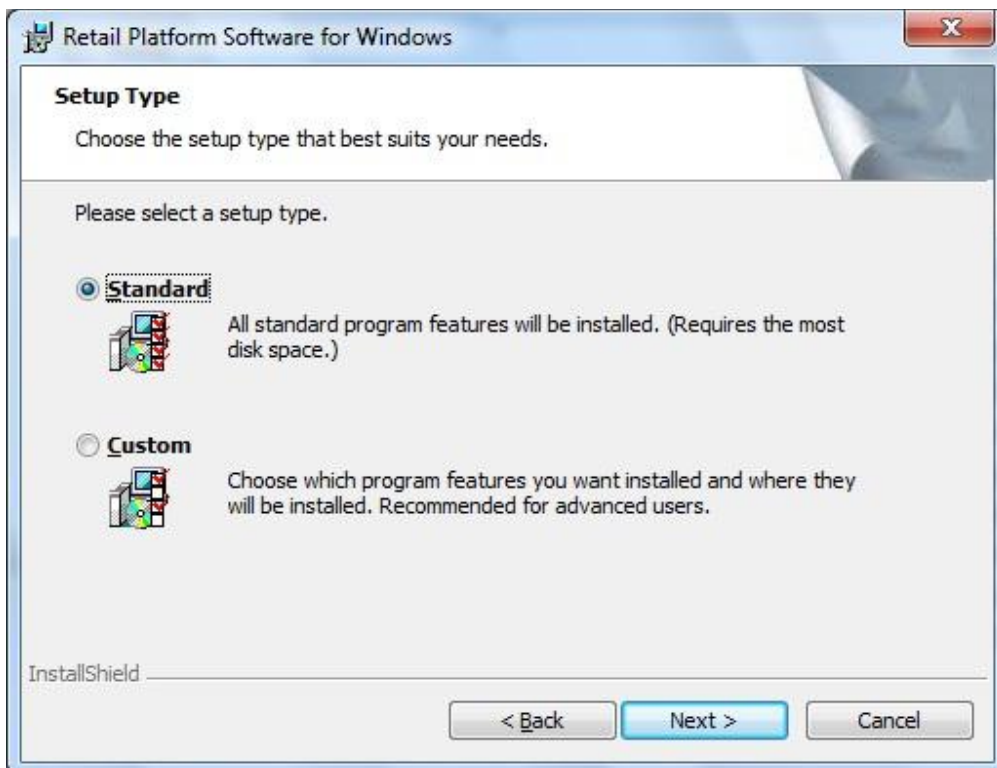 Retail Platform Software for Windows
Setup Type
Choose the setup type that best suits your needs.
Please select a setup type.
Standard
All standard program features will be installed. (Requires the most
disk space.)
Custom
Choose which program features you want installed and where they
will be installed. Recommended for advanced users.
InstallShield
< Back
Next >
Cancel